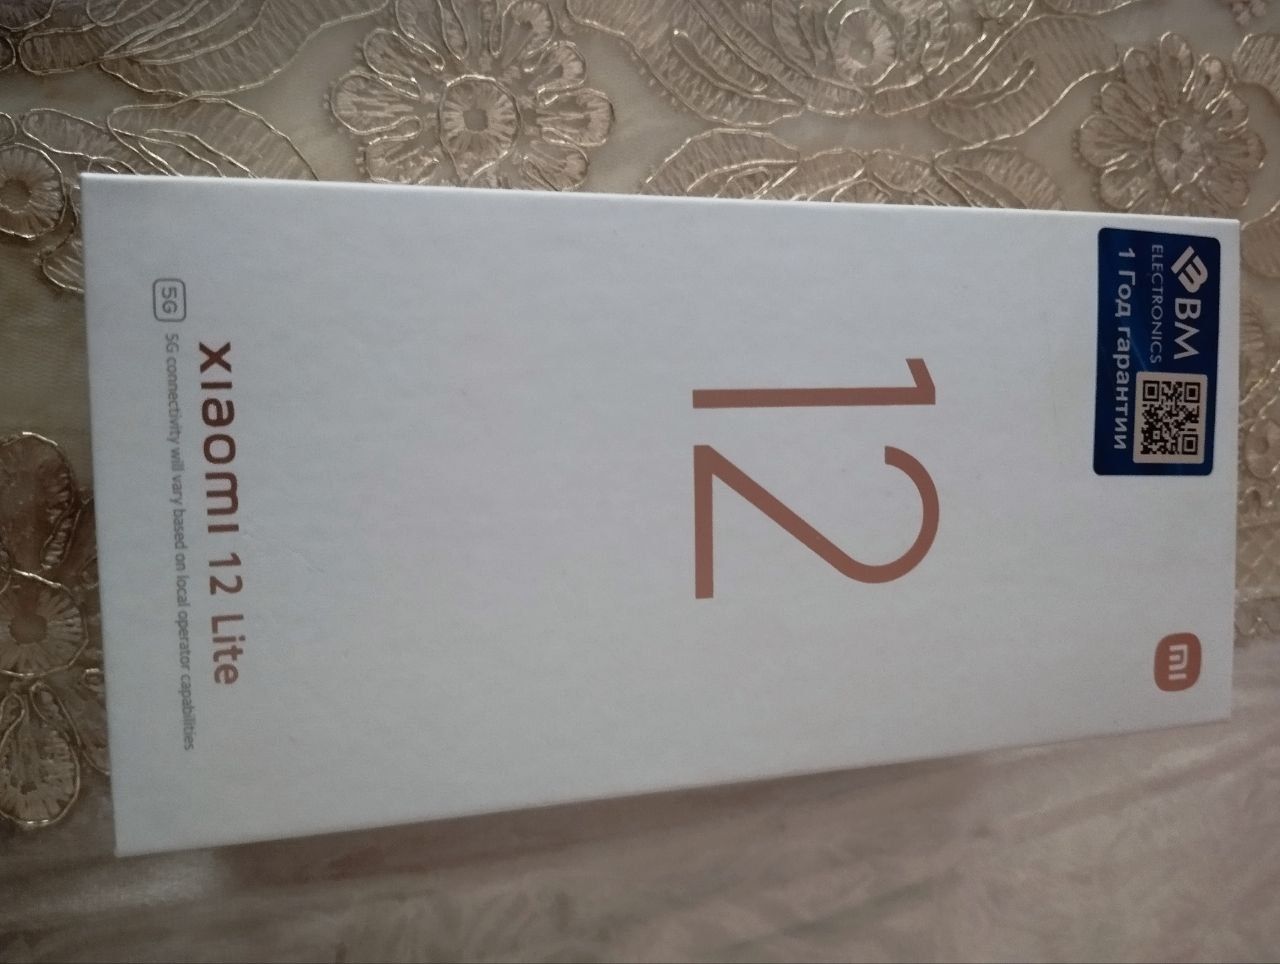 BM
ELECTRONICS
1 Год гарантии
mi
12
xiaomi 12 Lite
5G 5G connectivity will vary based on local operator capabilities